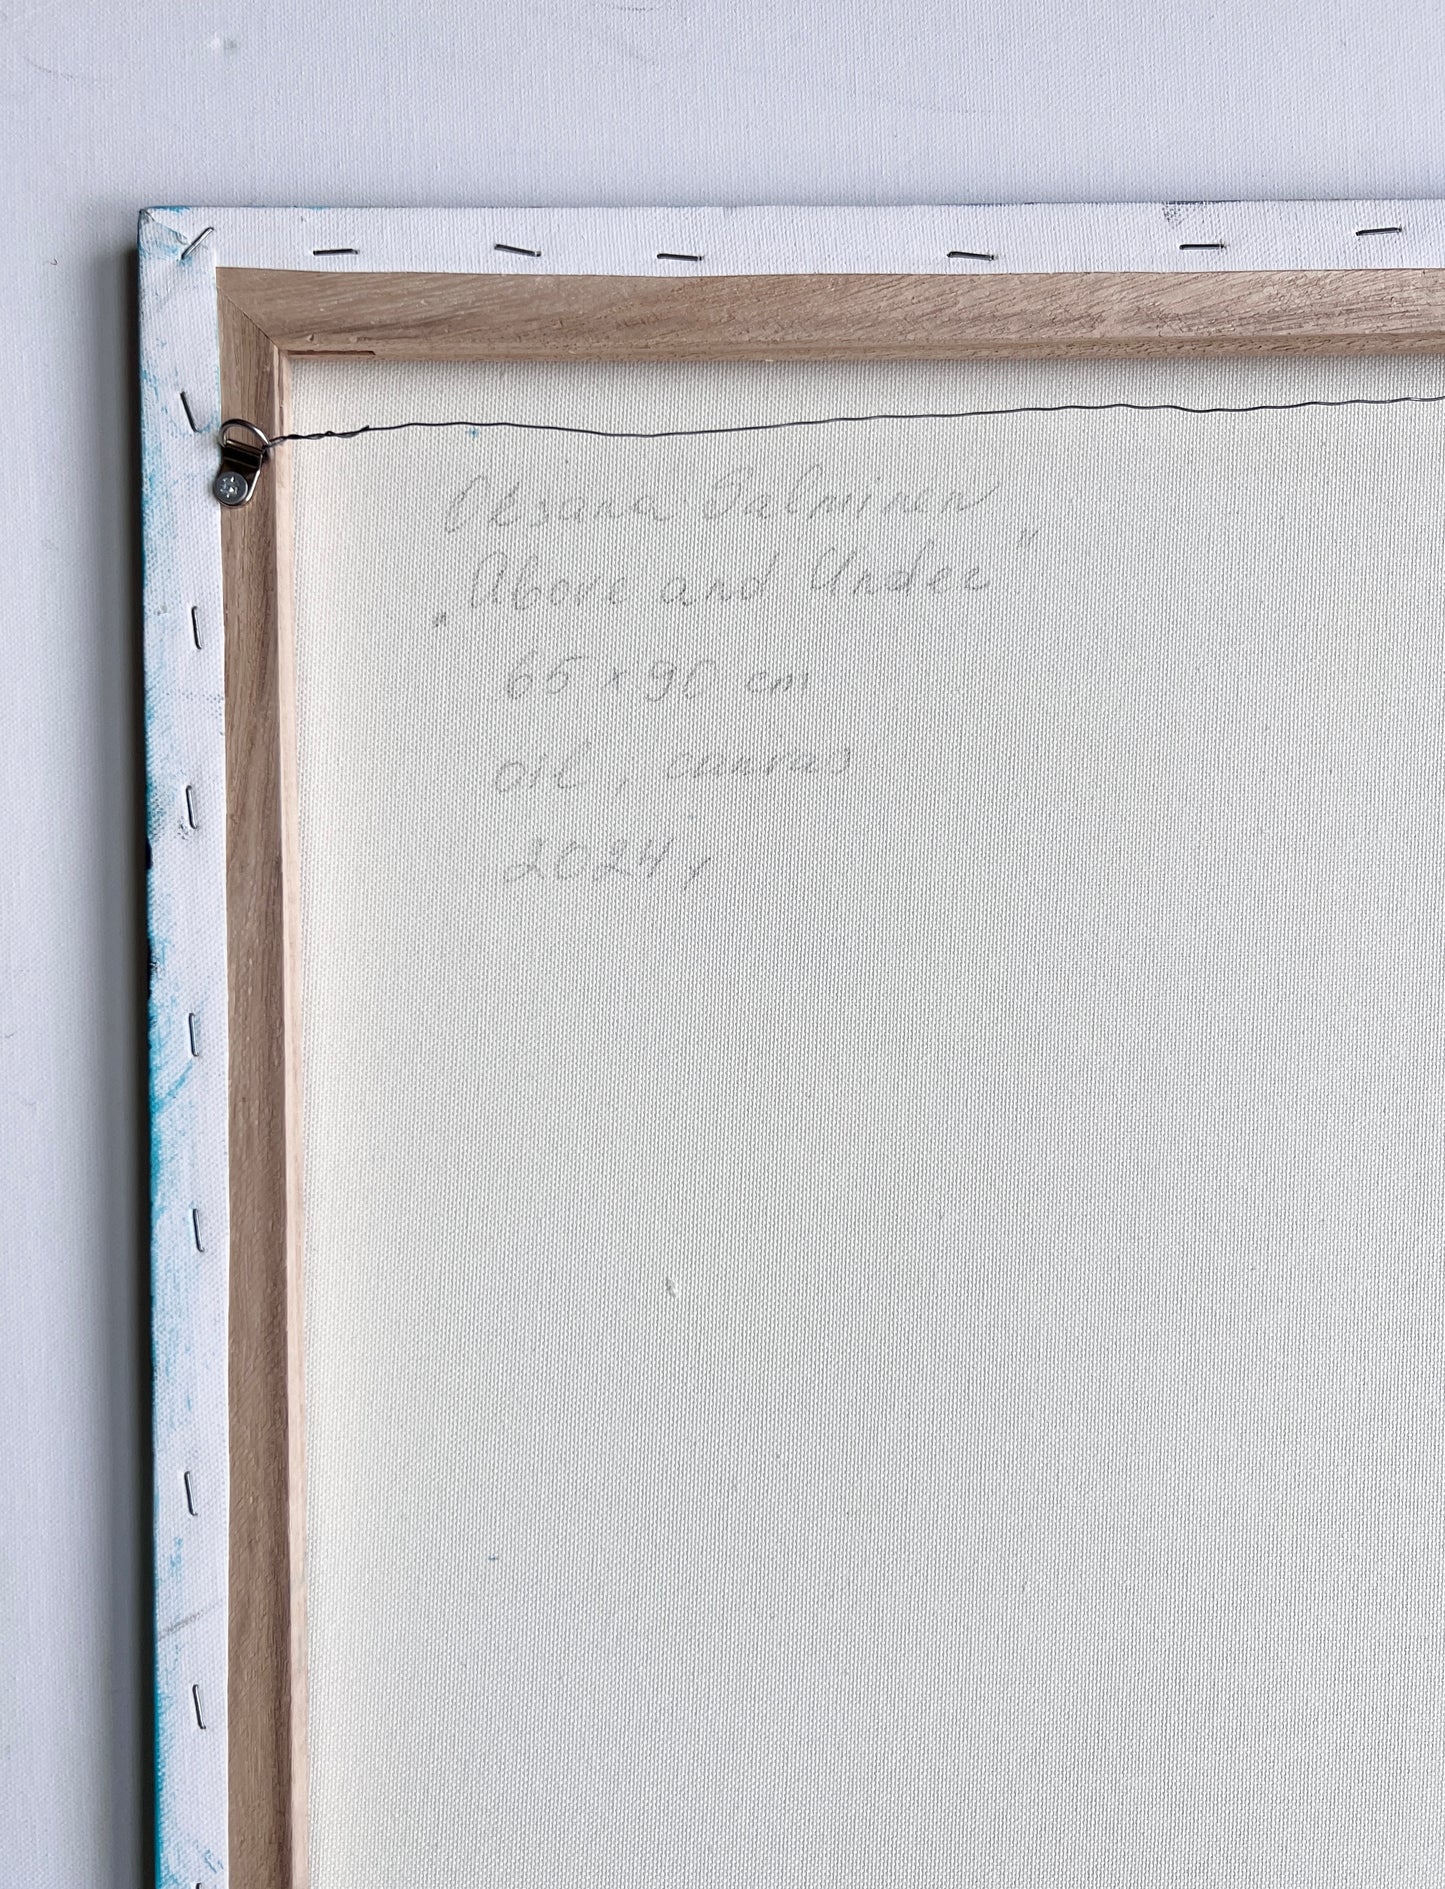 Oksana Salminen
„Above and Under"
65 x 90 cm
oil, canvas
2024,